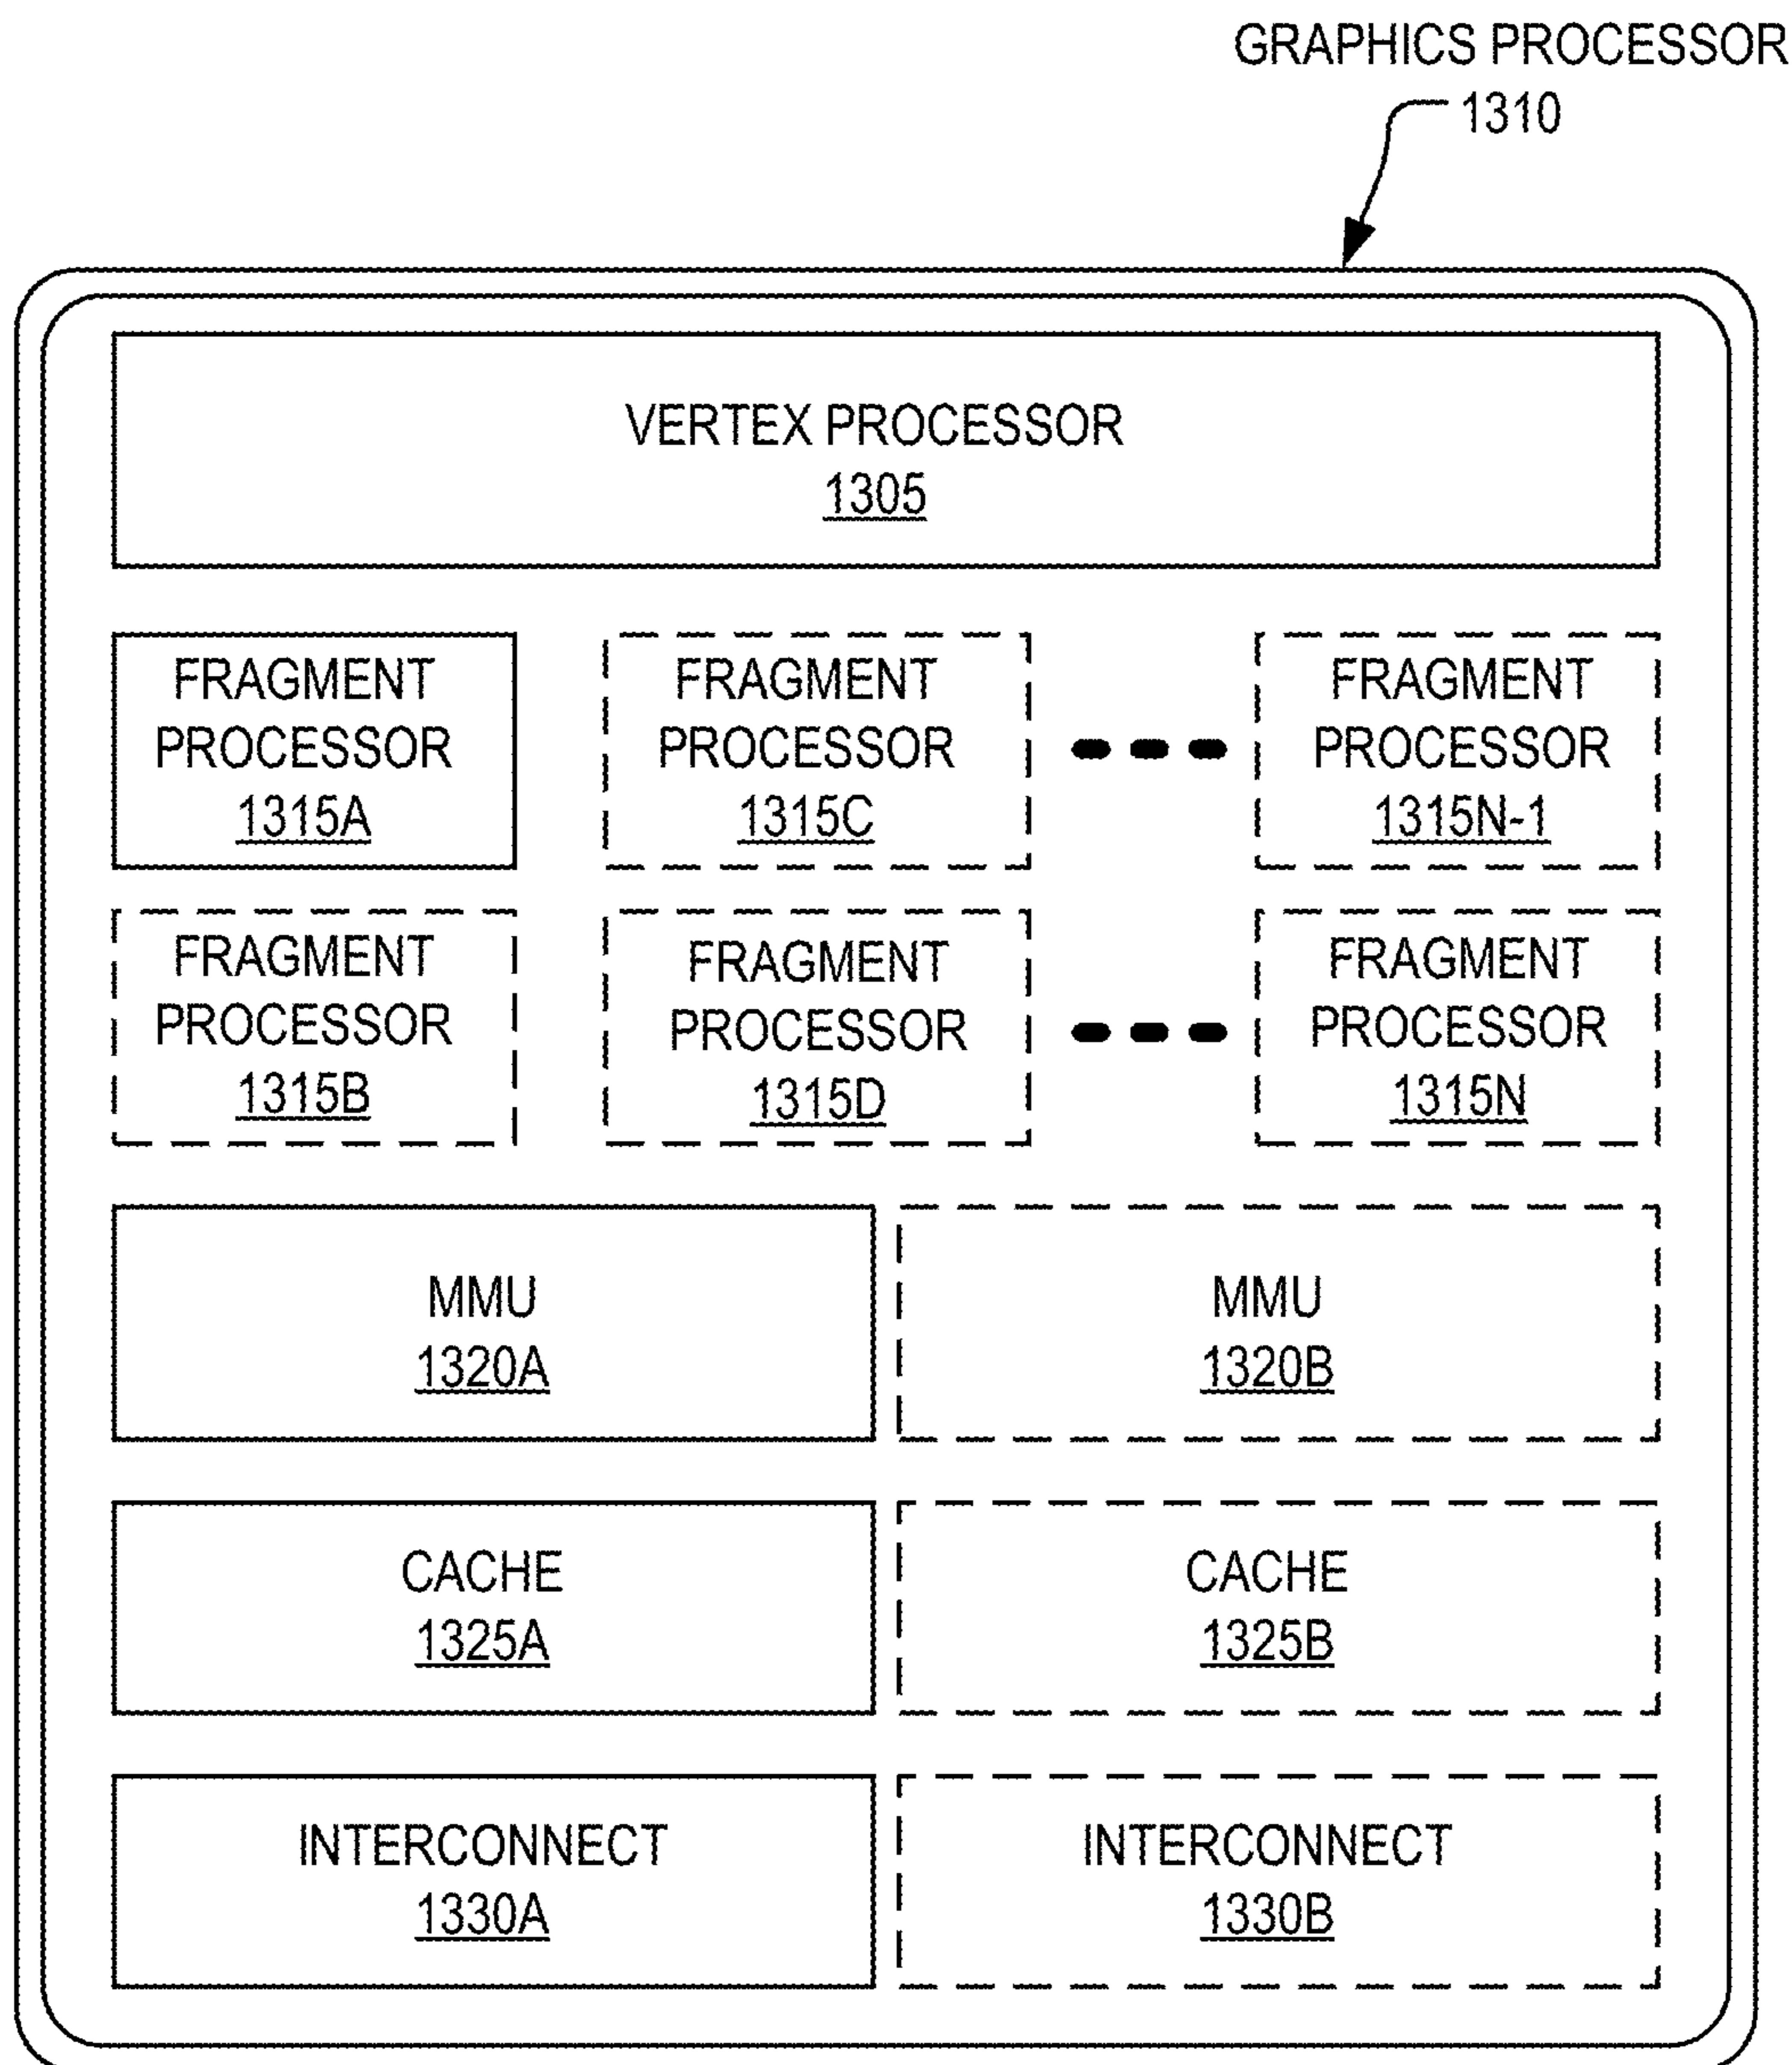 GRAPHICS PROCESSOR
1310
VERTEX PROCESSOR
1305
FRAGMENT
PROCESSOR
1315A
FRAGMENT
PROCESSOR
1315C
FRAGMENT
PROCESSOR
1315N-1
FRAGMENT
PROCESSOR
1315B
FRAGMENT
PROCESSOR
1315D
FRAGMENT
PROCESSOR
1315N
MMU
1320A
MMU
1320B
CACHE
1325A
CACHE
1325B
INTERCONNECT
1330A
INTERCONNECT
1330B